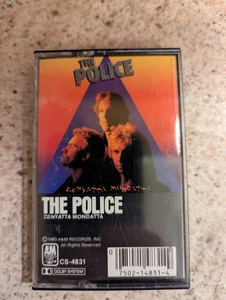 THE
POLICE
ZENYATTA MONDATTA
THE POLICE
ZENYATTA MONDATTA
©1980 A&M RECORDS, INC.
All Rights Reserved
A&M
CS-4831
DOLBY SYSTEM
0
7502-14831-4